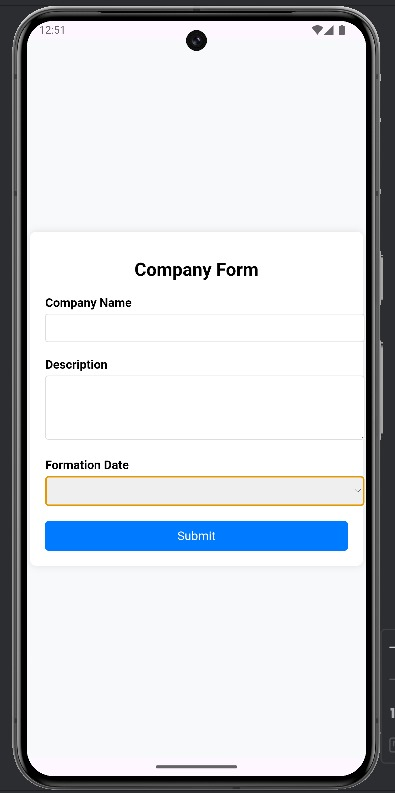 12:51
Company Form
Company Name
Description
Formation Date
Submit